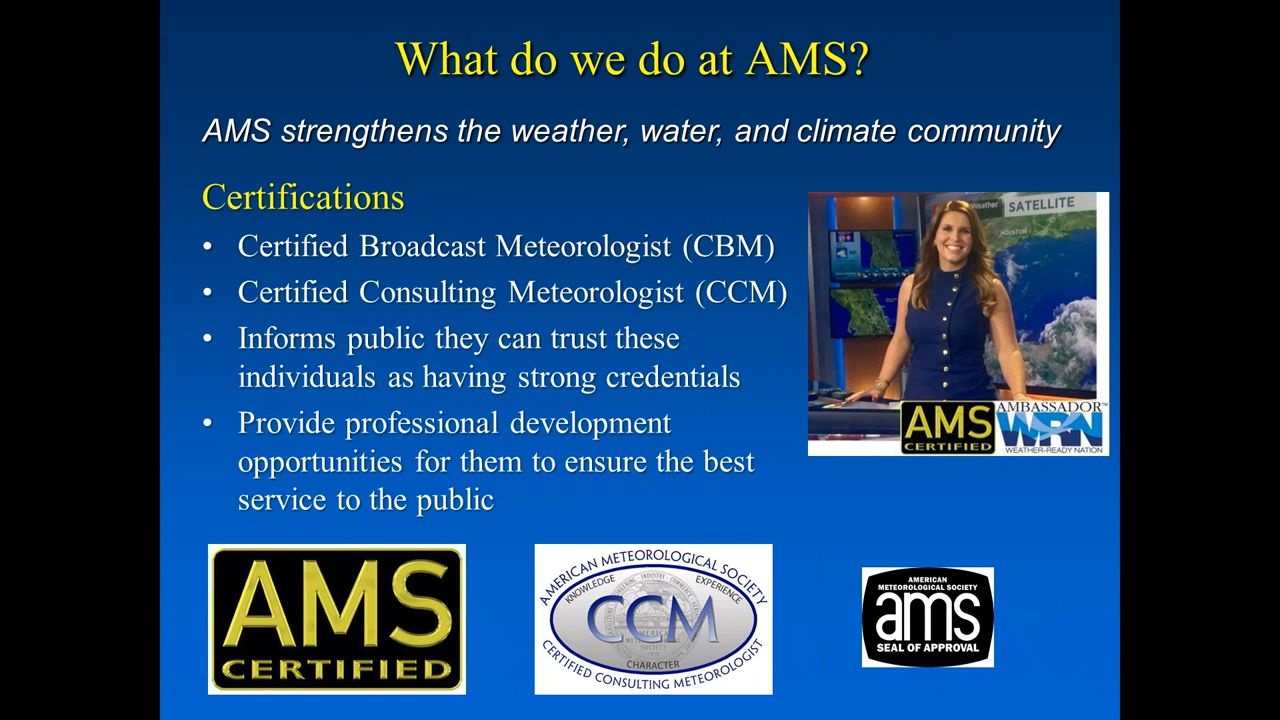 What do we do at AMS?
AMS strengthens the weather, water, and climate community
Certifications
• Certified Broadcast Meteorologist (CBM)
• Certified Consulting Meteorologist (CCM)
• Informs public they can trust these
individuals as having strong credentials
• Provide professional development
opportunities for them to ensure the best
service to the public
Weather
SATELLITE
HOUSTON
AMS
CERTIFIED
AMBASSADOR™
WRN
WEATHER-READY NATION
AMS
CERTIFIED
AMERICAN METEOROLOGICAL SOCIETY
KNOWLEDGE
EXPERIENCE
CCM
CHARACTER
CERTIFIED CONSULTING METEOROLOGIST
AMERICAN
METEOROLOGICAL SOCIETY
ams
SEAL OF APPROVAL